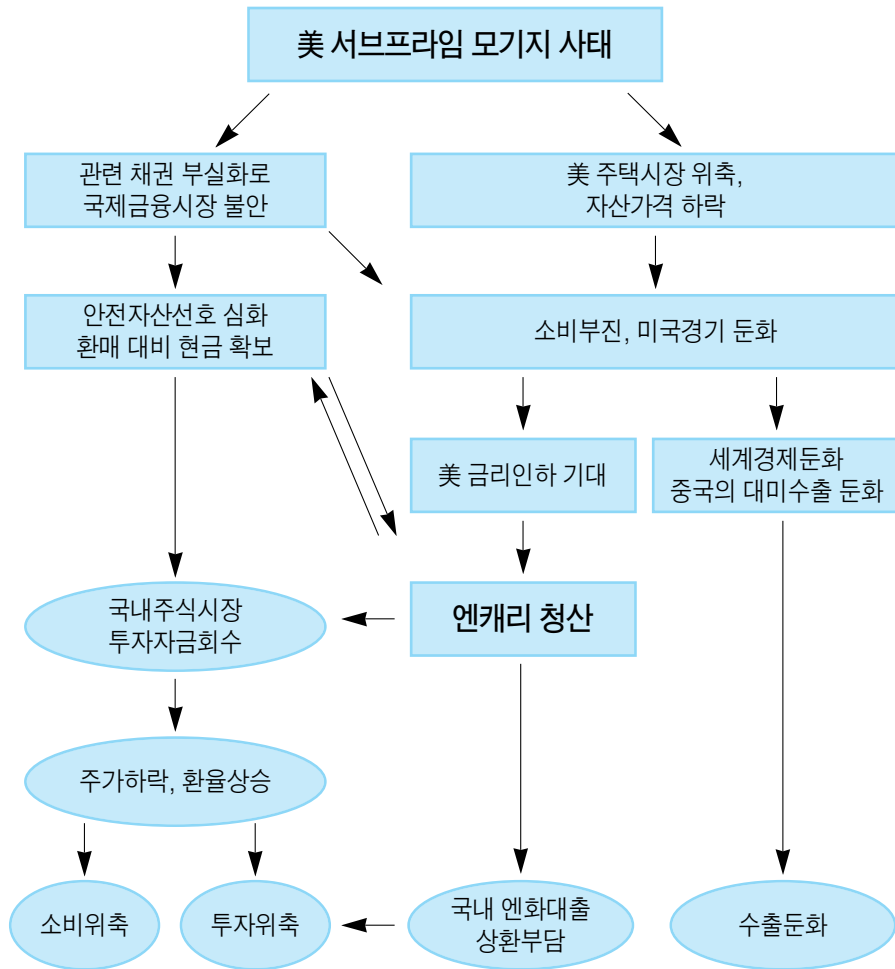 美 서브프라임 모기지 사태
관련 채권 부실화로
국제금융시장 불안
美 주택시장 위축,
자산가격 하락
안전자산선호 심화
환매 대비 현금 확보
소비부진, 미국경기 둔화
美 금리인하 기대
세계경제둔화
중국의 대미수출 둔화
국내주식시장
투자자금회수
엔캐리 청산
주가하락, 환율상승
소비위축
투자위축
국내 엔화대출
상환부담
수출둔화